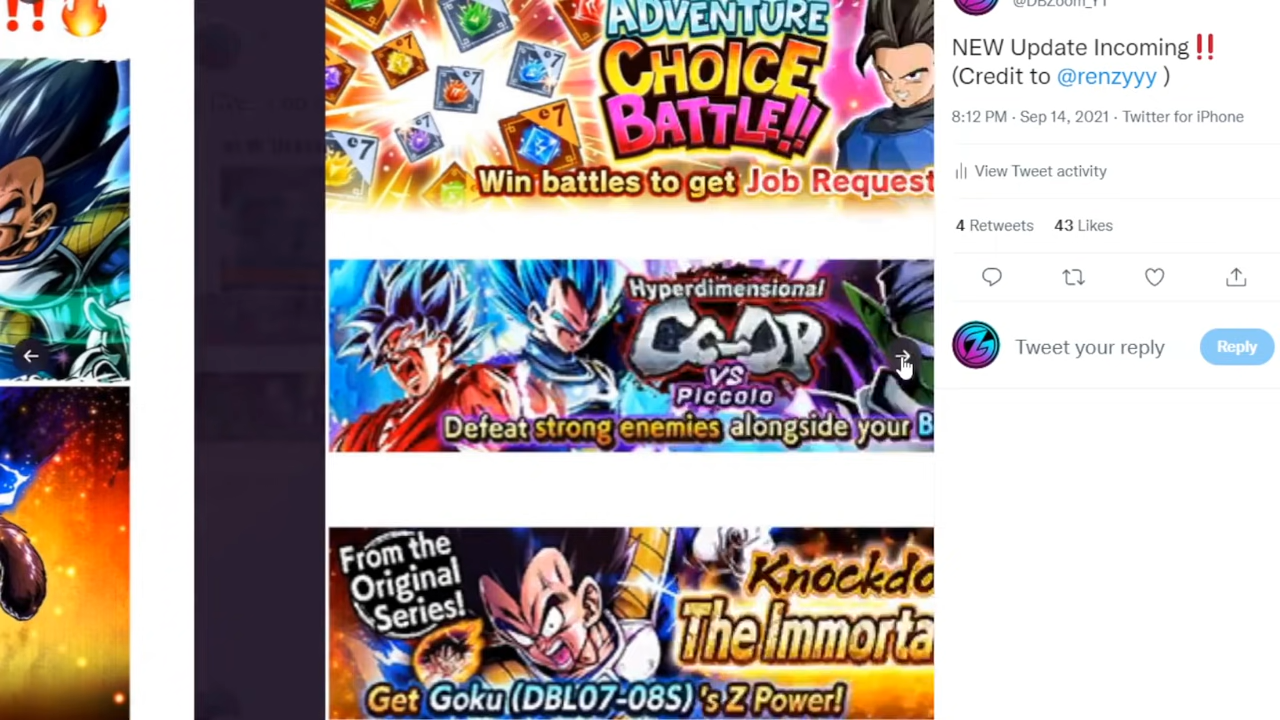 ADVENTURE
CHOICE
BATTLE!!
Win battles to get Job Request
Hyperdimensional
Co-OP
VS
Piccolo
Defeat strong enemies alongside your B
From the
Original
Series!
Knockdo
The Immorta
Get Goku (DBL07-08S) 's Z Power!
@DBZoom_YT
NEW Update Incoming‼️
(Credit to @renzyyy )
8:12 PM · Sep 14, 2021 · Twitter for iPhone
View Tweet activity
4 Retweets 43 Likes
Tweet your reply
Reply